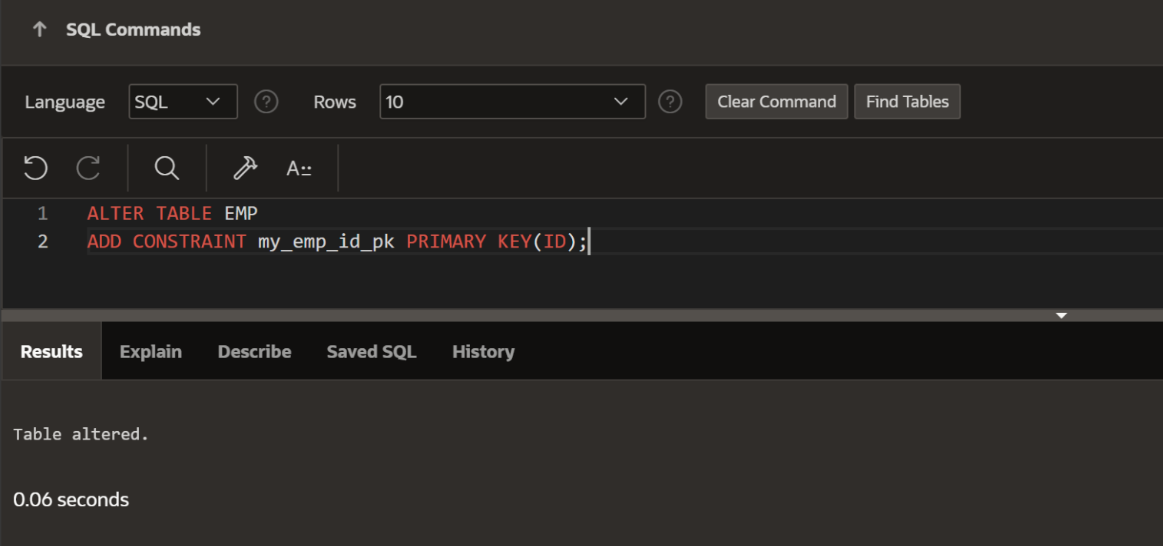 SQL Commands
Language SQL ? Rows 10 ? Clear Command Find Tables
A::
1 ALTER TABLE EMP
2 ADD CONSTRAINT my_emp_id_pk PRIMARY KEY(ID);
Results Explain Describe Saved SQL History
Table altered.
0.06 seconds